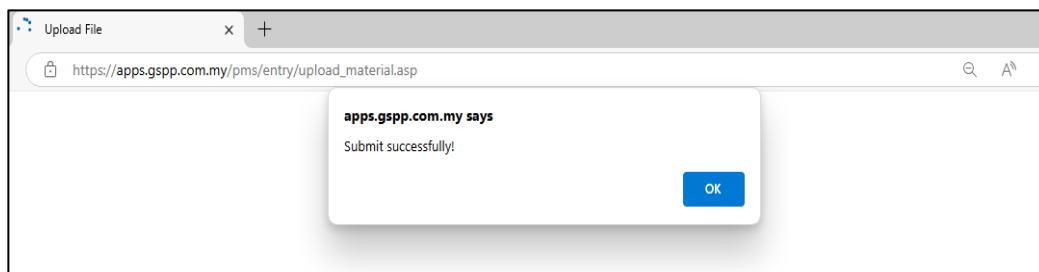 Upload File
https://apps.gspp.com.my/pms/entry/upload_material.asp
apps.gspp.com.my says
Submit successfully!
OK